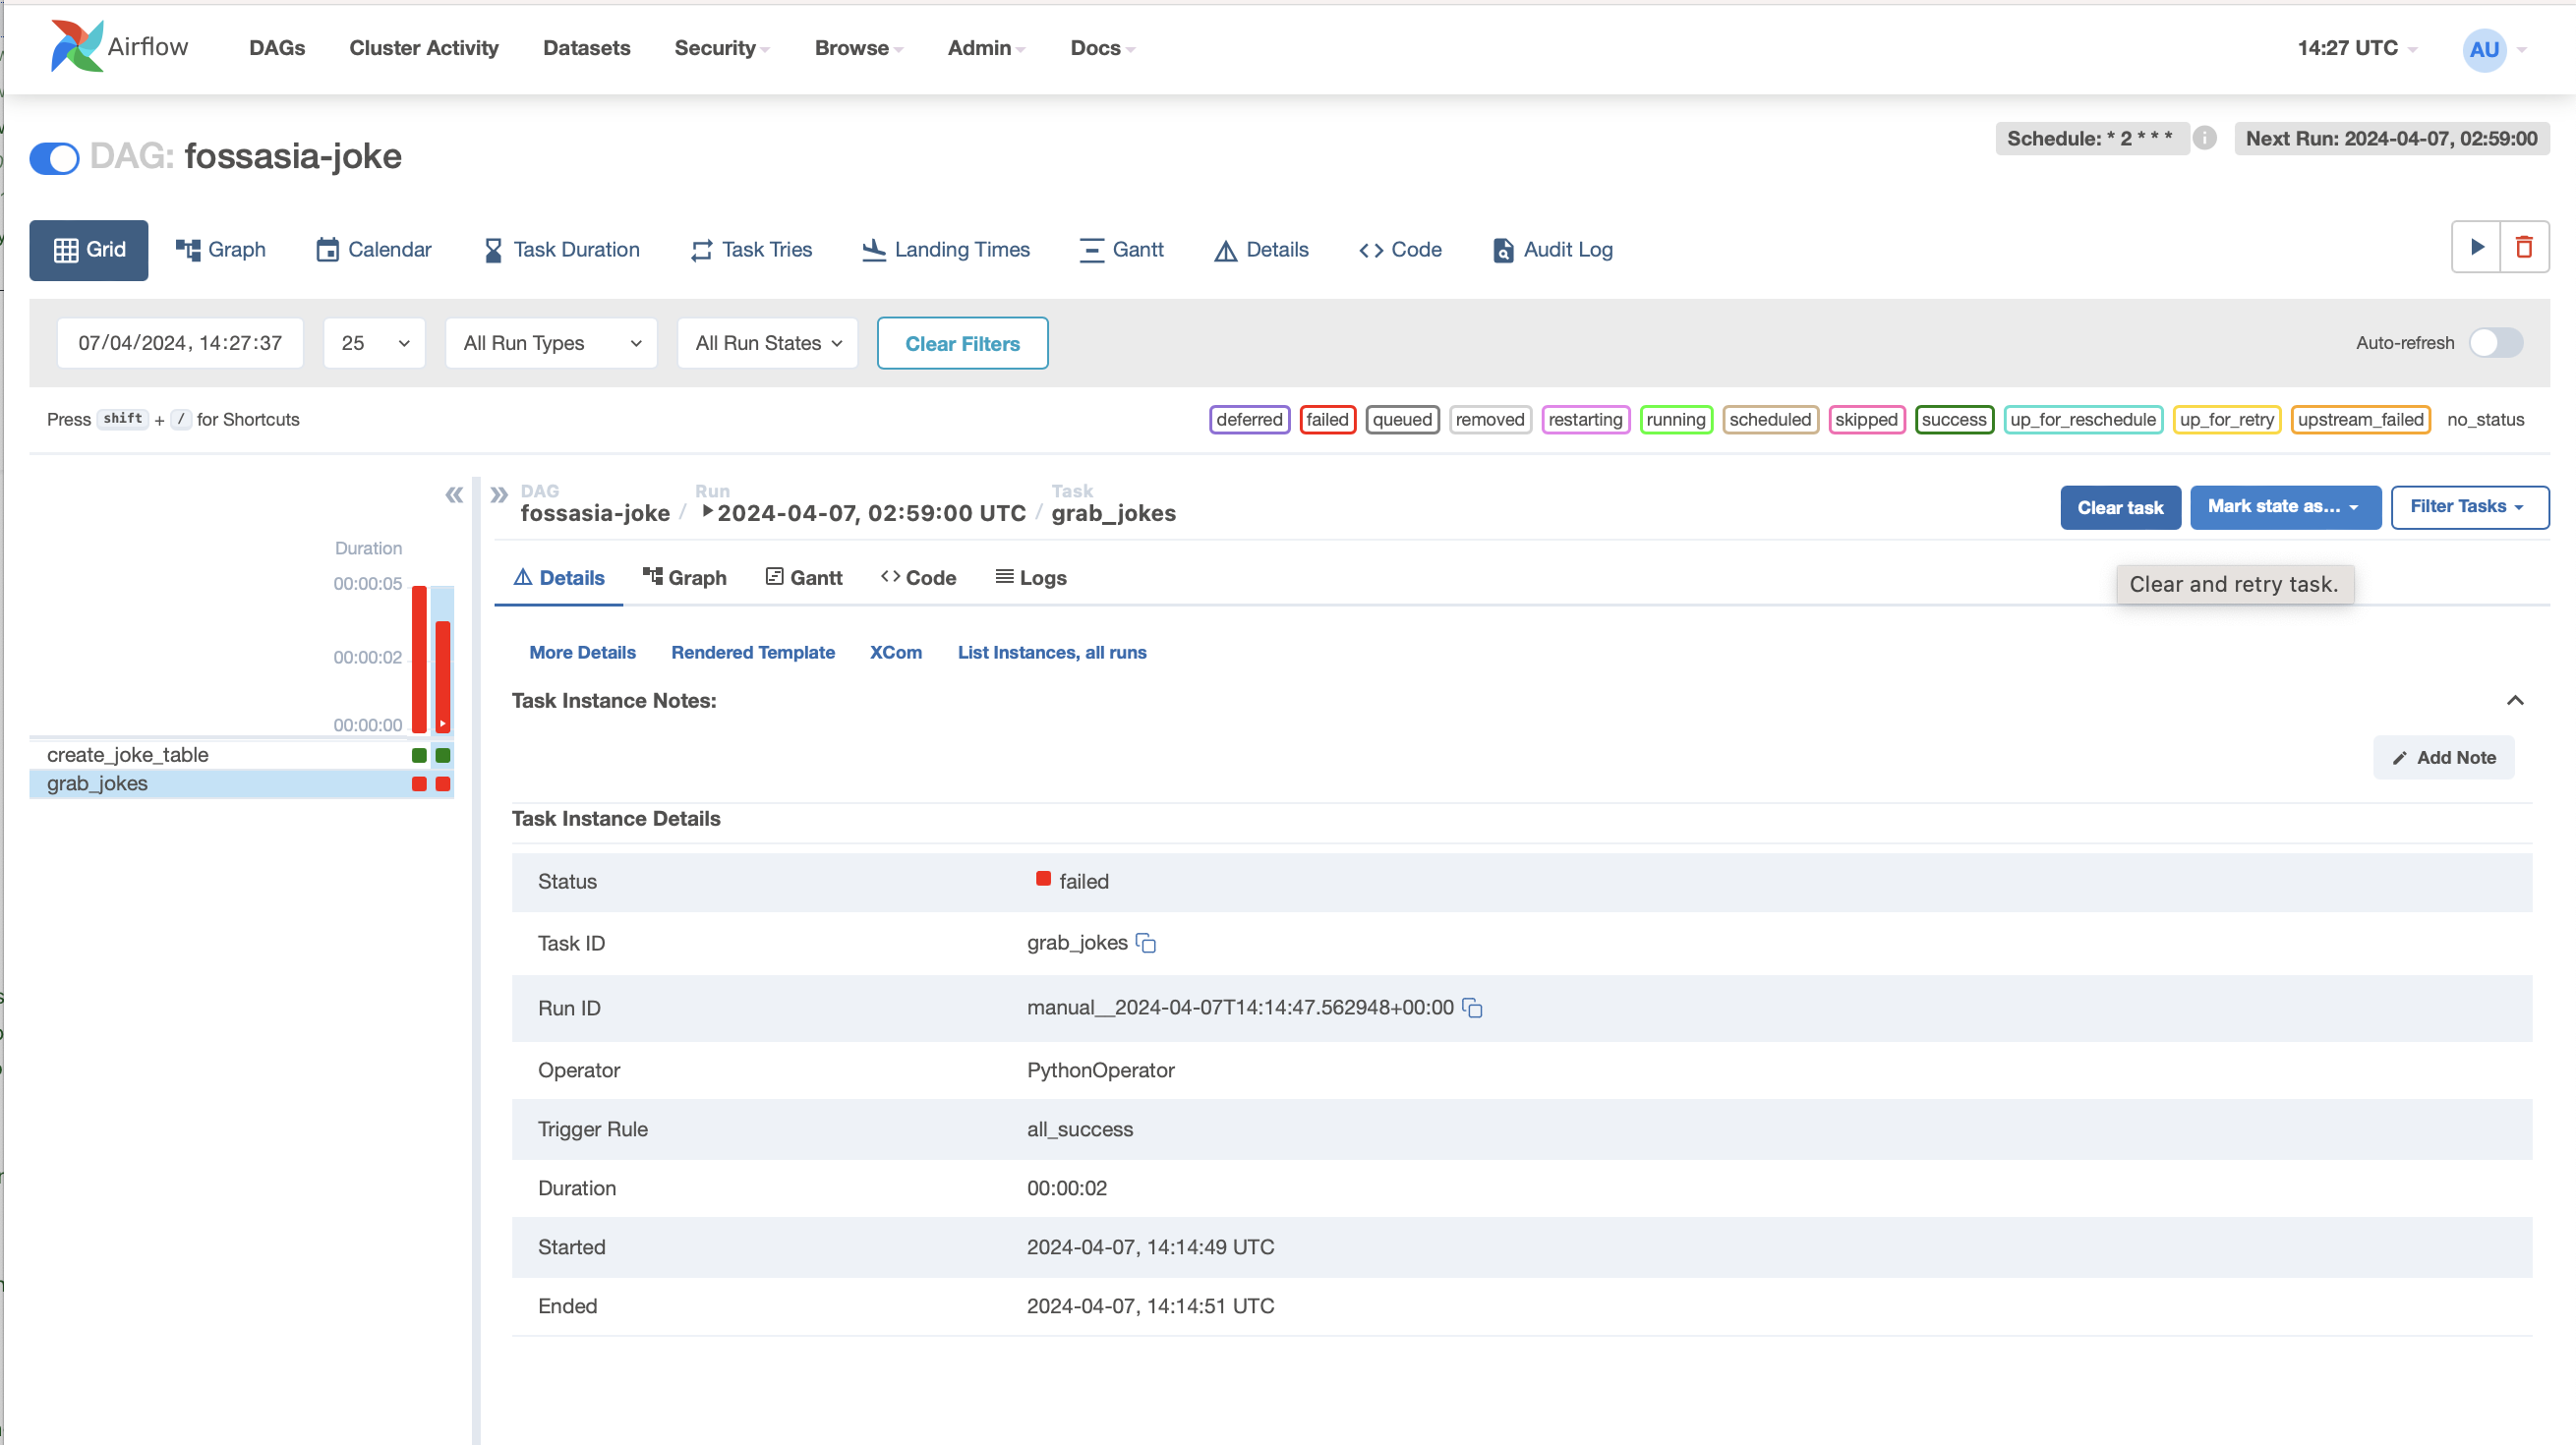 Airflow DAGs Cluster Activity Datasets Security Browse Admin Docs 14:27 UTC AU
DAG: fossasia-joke
Schedule: * 2 * * * i Next Run: 2024-04-07, 02:59:00
Grid Graph Calendar Task Duration Task Tries Landing Times Gantt Details Code Audit Log
07/04/2024, 14:27:37 25 All Run Types All Run States Clear Filters Auto-refresh
Press shift + / for Shortcuts
deferred failed queued removed restarting running scheduled skipped success up_for_reschedule up_for_retry upstream_failed no_status
Duration
00:00:05
00:00:02
00:00:00
create_joke_table
grab_jokes
DAG Run Task
fossasia-joke / 2024-04-07, 02:59:00 UTC / grab_jokes
Clear task Mark state as... Filter Tasks
Clear and retry task.
Details Graph Gantt Code Logs
More Details Rendered Template XCom List Instances, all runs
Task Instance Notes:
Add Note
Task Instance Details
Status failed
Task ID grab_jokes
Run ID manual__2024-04-07T14:14:47.562948+00:00
Operator PythonOperator
Trigger Rule all_success
Duration 00:00:02
Started 2024-04-07, 14:14:49 UTC
Ended 2024-04-07, 14:14:51 UTC